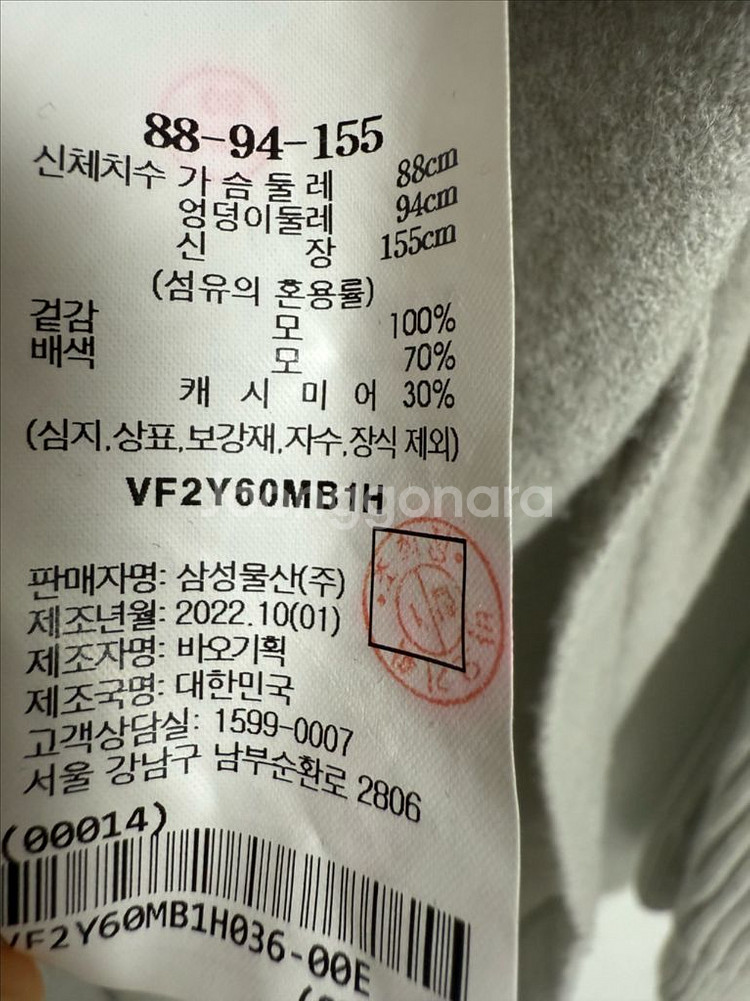 88-94-155
신체치수 가 슴 둘 레 88cm
엉덩이둘레 94cm
신 장 155cm
(섬유의 혼용률)
겉감 모 100%
배색 모 70%
캐 시 미 어 30%
(심지,상표,보강재,자수,장식 제외)
VF2Y60MB1H
판매자명: 삼성물산(주)
제조년월: 2022.10(01)
제조자명: 바오기획
제조국명: 대한민국
고객상담실: 1599-0007
서울 강남구 남부순환로 2806
(00014)
VF2Y60MB1H036-00E